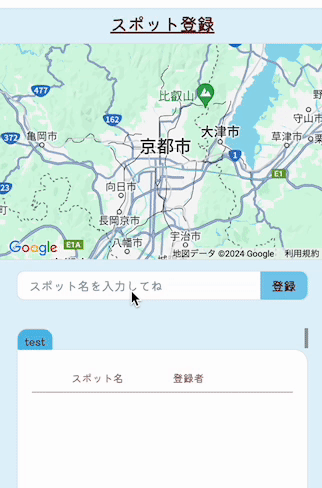 スポット登録
477
比叡山
162
372
亀岡市
大津市
草津市
守山市
京都市
1
向日市
E1
長岡京市
Google
E1A
八幡市
宇治市
地図データ ©2024 Google
利用規約
スポット名を入力してね
登録
test
スポット名
登録者